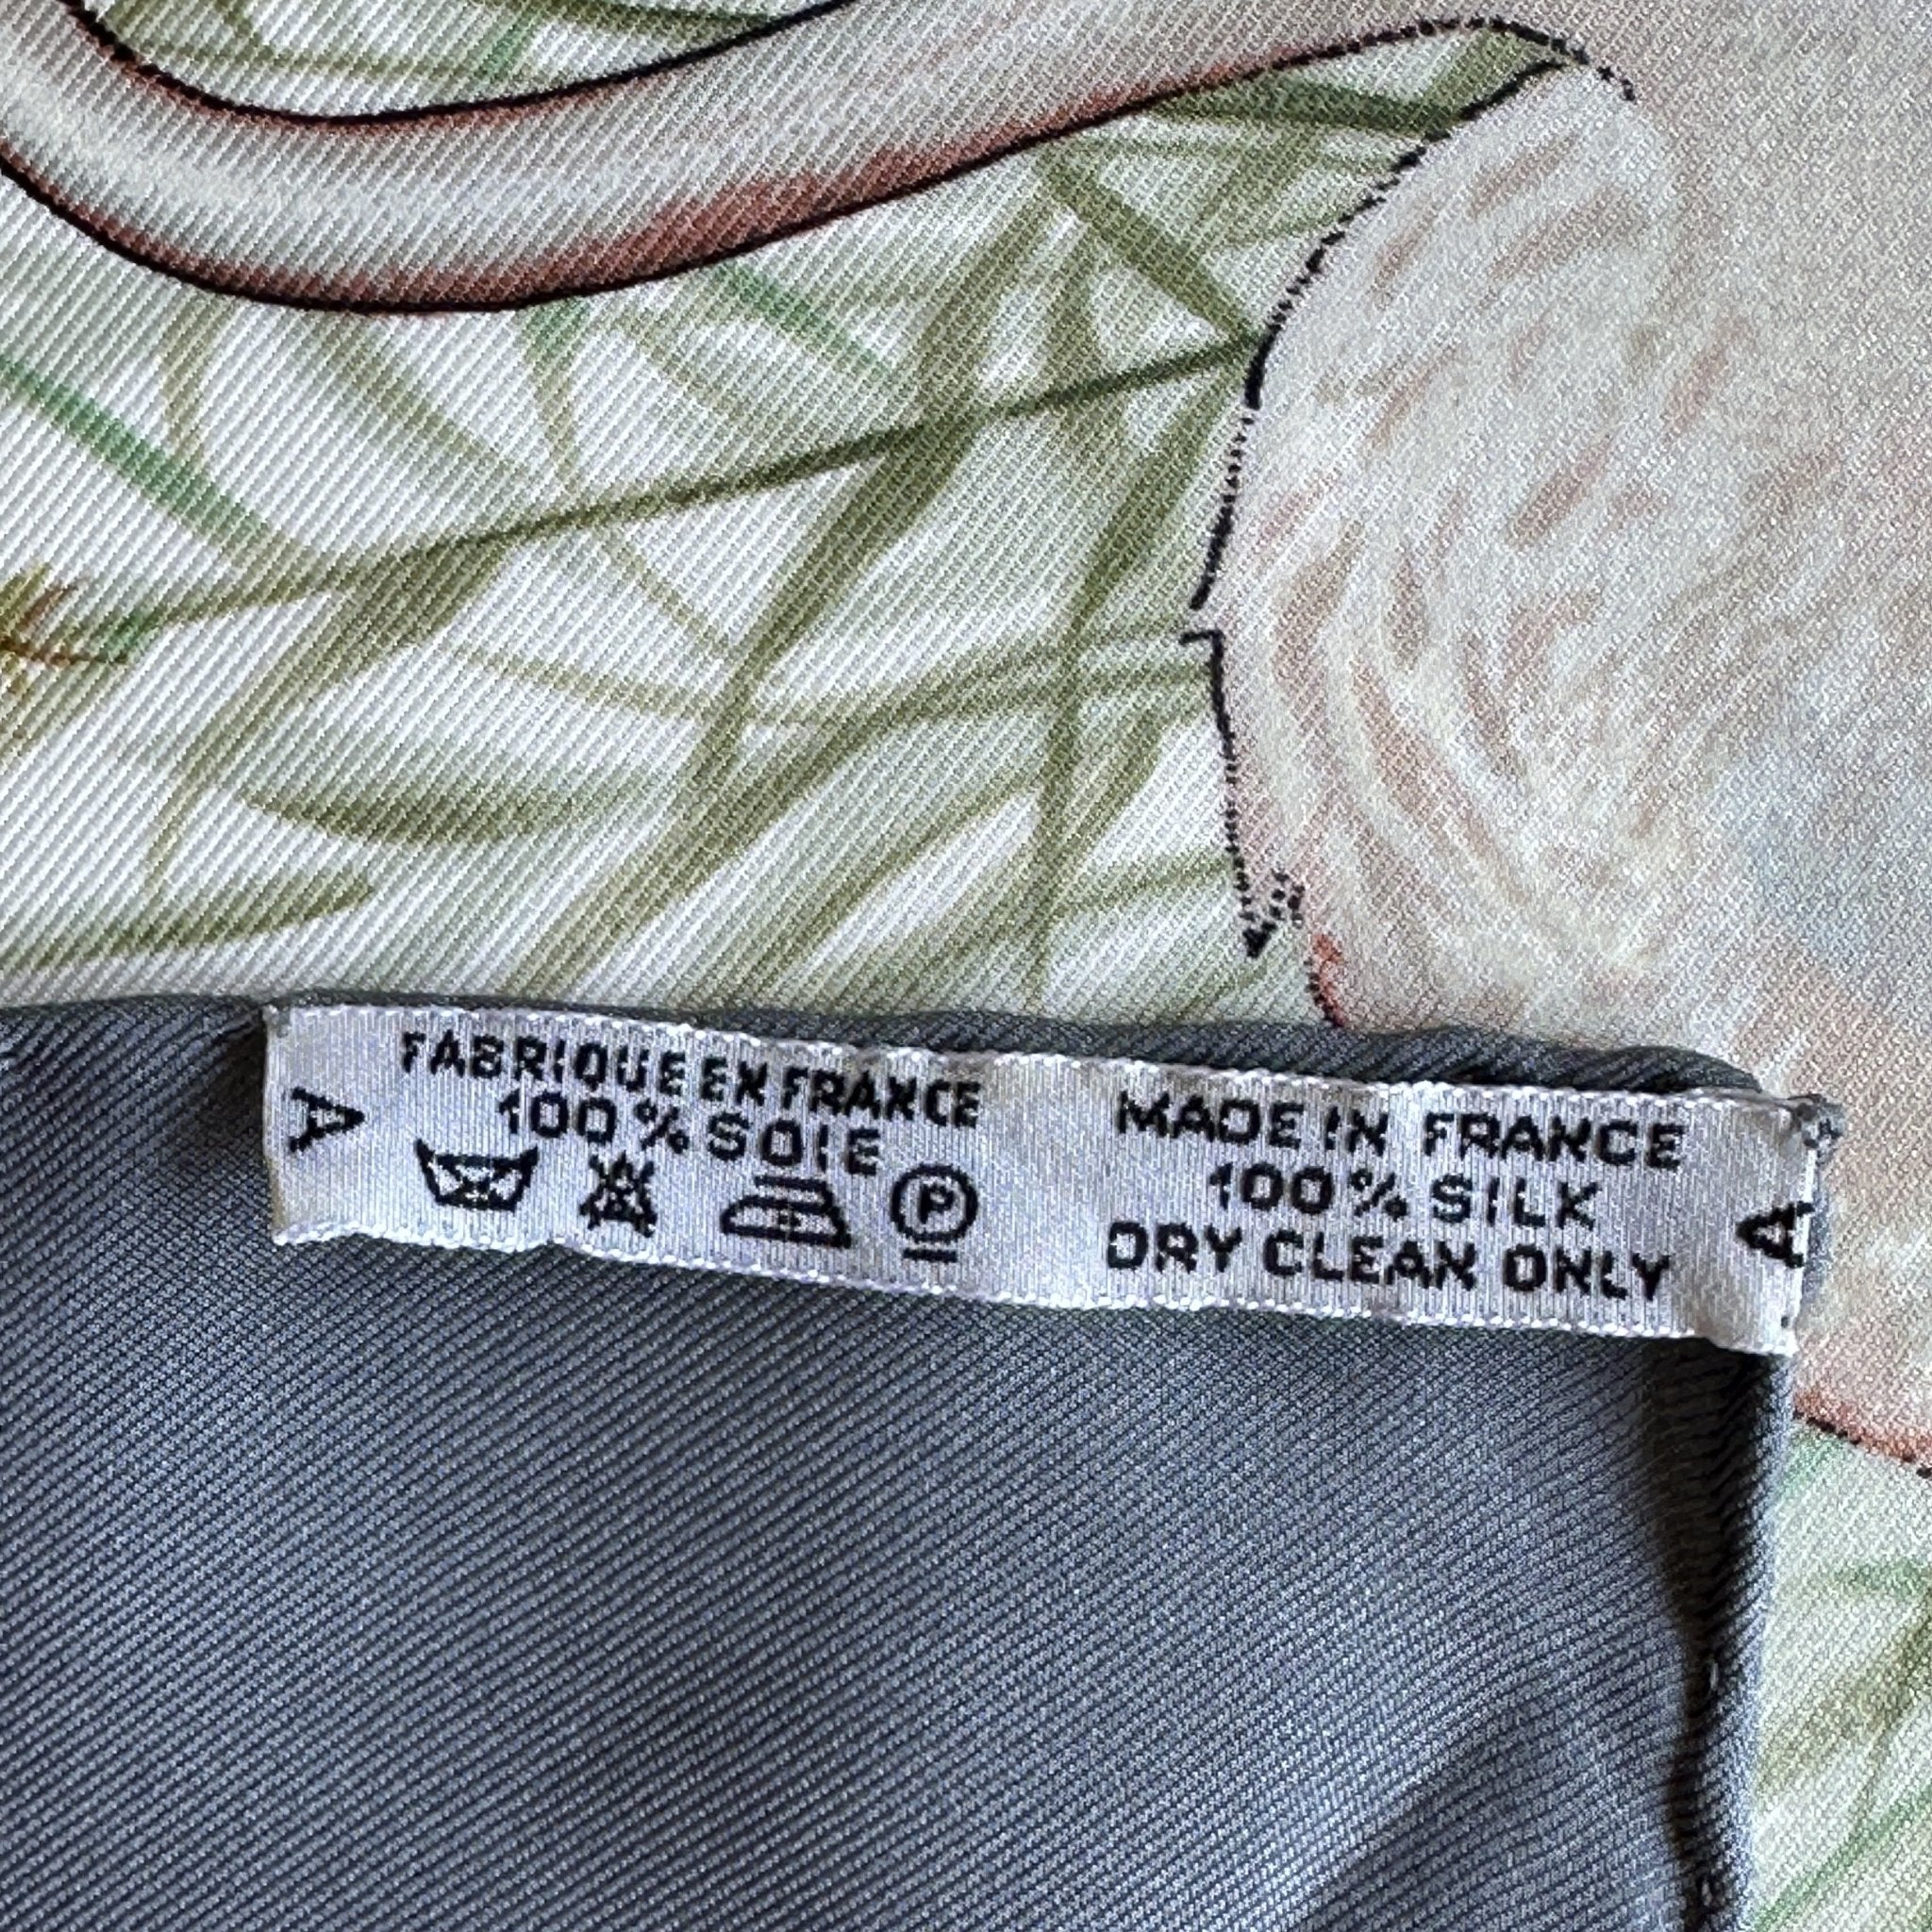 A
FABRIQUE EN FRANCE
100% SOIE
P
MADE IN FRANCE
100% SILK
DRY CLEAN ONLY
A